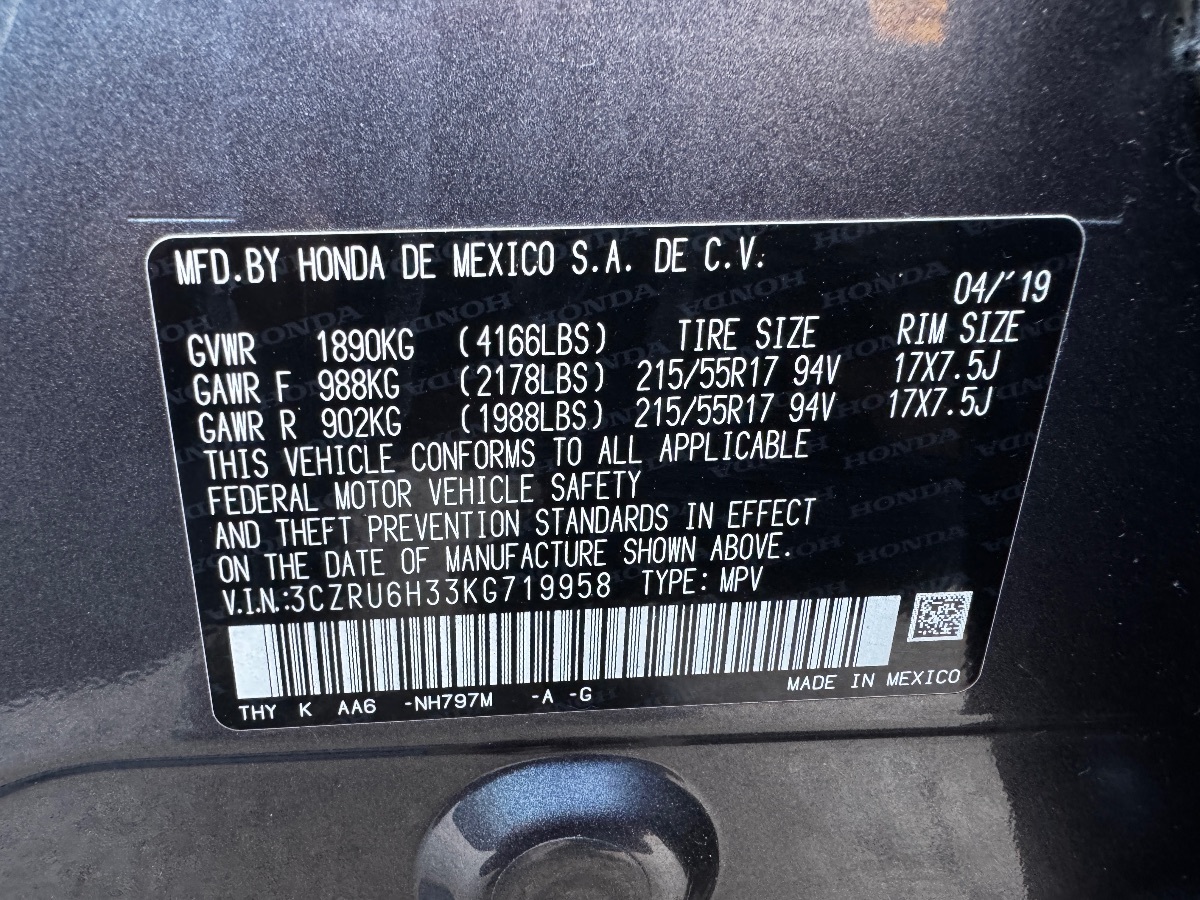 MFD.BY HONDA DE MEXICO S.A. DE C.V.
04/'19
GVWR 1890KG (4166LBS) TIRE SIZE RIM SIZE
GAWR F 988KG (2178LBS) 215/55R17 94V 17X7.5J
GAWR R 902KG (1988LBS) 215/55R17 94V 17X7.5J
THIS VEHICLE CONFORMS TO ALL APPLICABLE
FEDERAL MOTOR VEHICLE SAFETY
AND THEFT PREVENTION STANDARDS IN EFFECT
ON THE DATE OF MANUFACTURE SHOWN ABOVE.
V.I.N.:3CZRU6H33KG719958 TYPE: MPV
THY K AA6 -NH797M -A -G MADE IN MEXICO